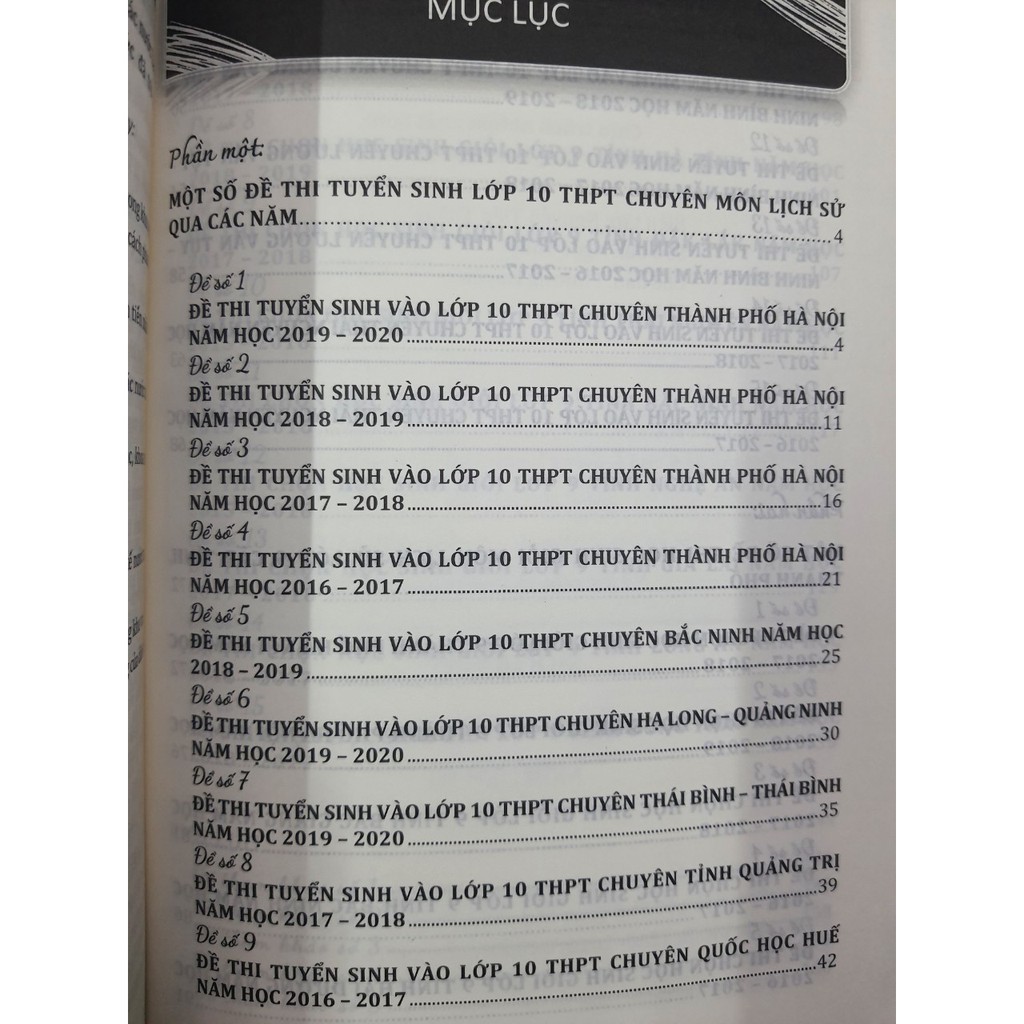 MỤC LỤC
Phần một:
MỘT SỐ ĐỀ THI TUYỂN SINH LỚP 10 THPT CHUYÊN MÔN LỊCH SỬ
QUA CÁC NĂM....................4
Đề số 1
ĐỀ THI TUYỂN SINH VÀO LỚP 10 THPT CHUYÊN THÀNH PHỐ HÀ NỘI
NĂM HỌC 2019 – 2020....................4
Đề số 2
ĐỀ THI TUYỂN SINH VÀO LỚP 10 THPT CHUYÊN THÀNH PHỐ HÀ NỘI
NĂM HỌC 2018 – 2019....................11
Đề số 3
ĐỀ THI TUYỂN SINH VÀO LỚP 10 THPT CHUYÊN THÀNH PHỐ HÀ NỘI
NĂM HỌC 2017 – 2018....................16
Đề số 4
ĐỀ THI TUYỂN SINH VÀO LỚP 10 THPT CHUYÊN THÀNH PHỐ HÀ NỘI
NĂM HỌC 2016 – 2017....................21
Đề số 5
ĐỀ THI TUYỂN SINH VÀO LỚP 10 THPT CHUYÊN BẮC NINH NĂM HỌC
2018 – 2019....................25
Đề số 6
ĐỀ THI TUYỂN SINH VÀO LỚP 10 THPT CHUYÊN HẠ LONG – QUẢNG NINH
NĂM HỌC 2019 – 2020....................30
Đề số 7
ĐỀ THI TUYỂN SINH VÀO LỚP 10 THPT CHUYÊN THÁI BÌNH – THÁI BÌNH
NĂM HỌC 2019 – 2020....................35
Đề số 8
ĐỀ THI TUYỂN SINH VÀO LỚP 10 THPT CHUYÊN TỈNH QUẢNG TRỊ
NĂM HỌC 2017 – 2018....................39
Đề số 9
ĐỀ THI TUYỂN SINH VÀO LỚP 10 THPT CHUYÊN QUỐC HỌC HUẾ
NĂM HỌC 2016 – 2017....................42